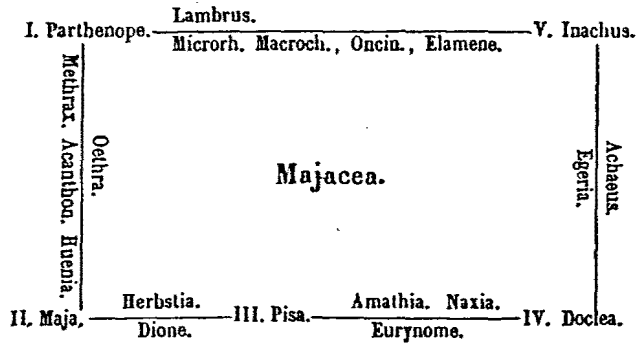 Lambrus.
I. Parthenope. V. Inachus.
Microrh. Macroch., Oncin., Elamene.
Methrax. Acanthon. Huenia.
Oethra.
Majacea.
Egeria.
Achaeus.
Herbstia. Amathia. Naxia.
II. Maja, III. Pisa. IV. Doclea.
Dione. Eurynome.